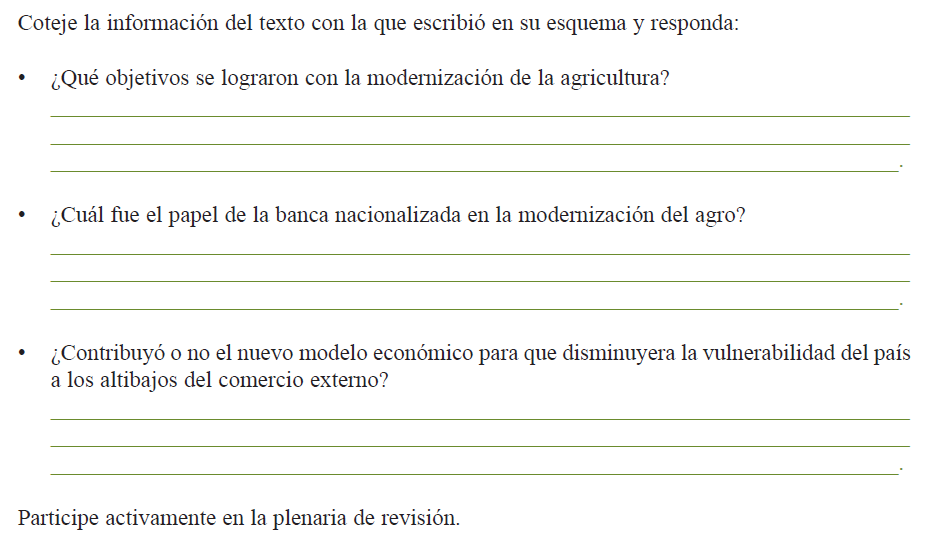 Coteje la información del texto con la que escribió en su esquema y responda:
• ¿Qué objetivos se lograron con la modernización de la agricultura?
.
• ¿Cuál fue el papel de la banca nacionalizada en la modernización del agro?
.
• ¿Contribuyó o no el nuevo modelo económico para que disminuyera la vulnerabilidad del país
a los altibajos del comercio externo?
.
Participe activamente en la plenaria de revisión.